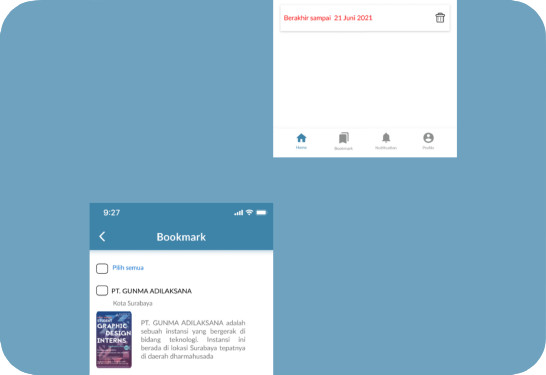 Berakhir sampai 21 Juni 2021
Home
Bookmark
Notification
Profile
9:27
Bookmark
Pilih semua
PT. GUNMA ADILAKSANA
Kota Surabaya
GRAPHIC
DESIGN
INTERNS.
PT. GUNMA ADILAKSANA adalah
sebuah instansi yang bergerak di
bidang teknologi. Instansi ini
berada di lokasi Surabaya tepatnya
di daerah dharmahusada